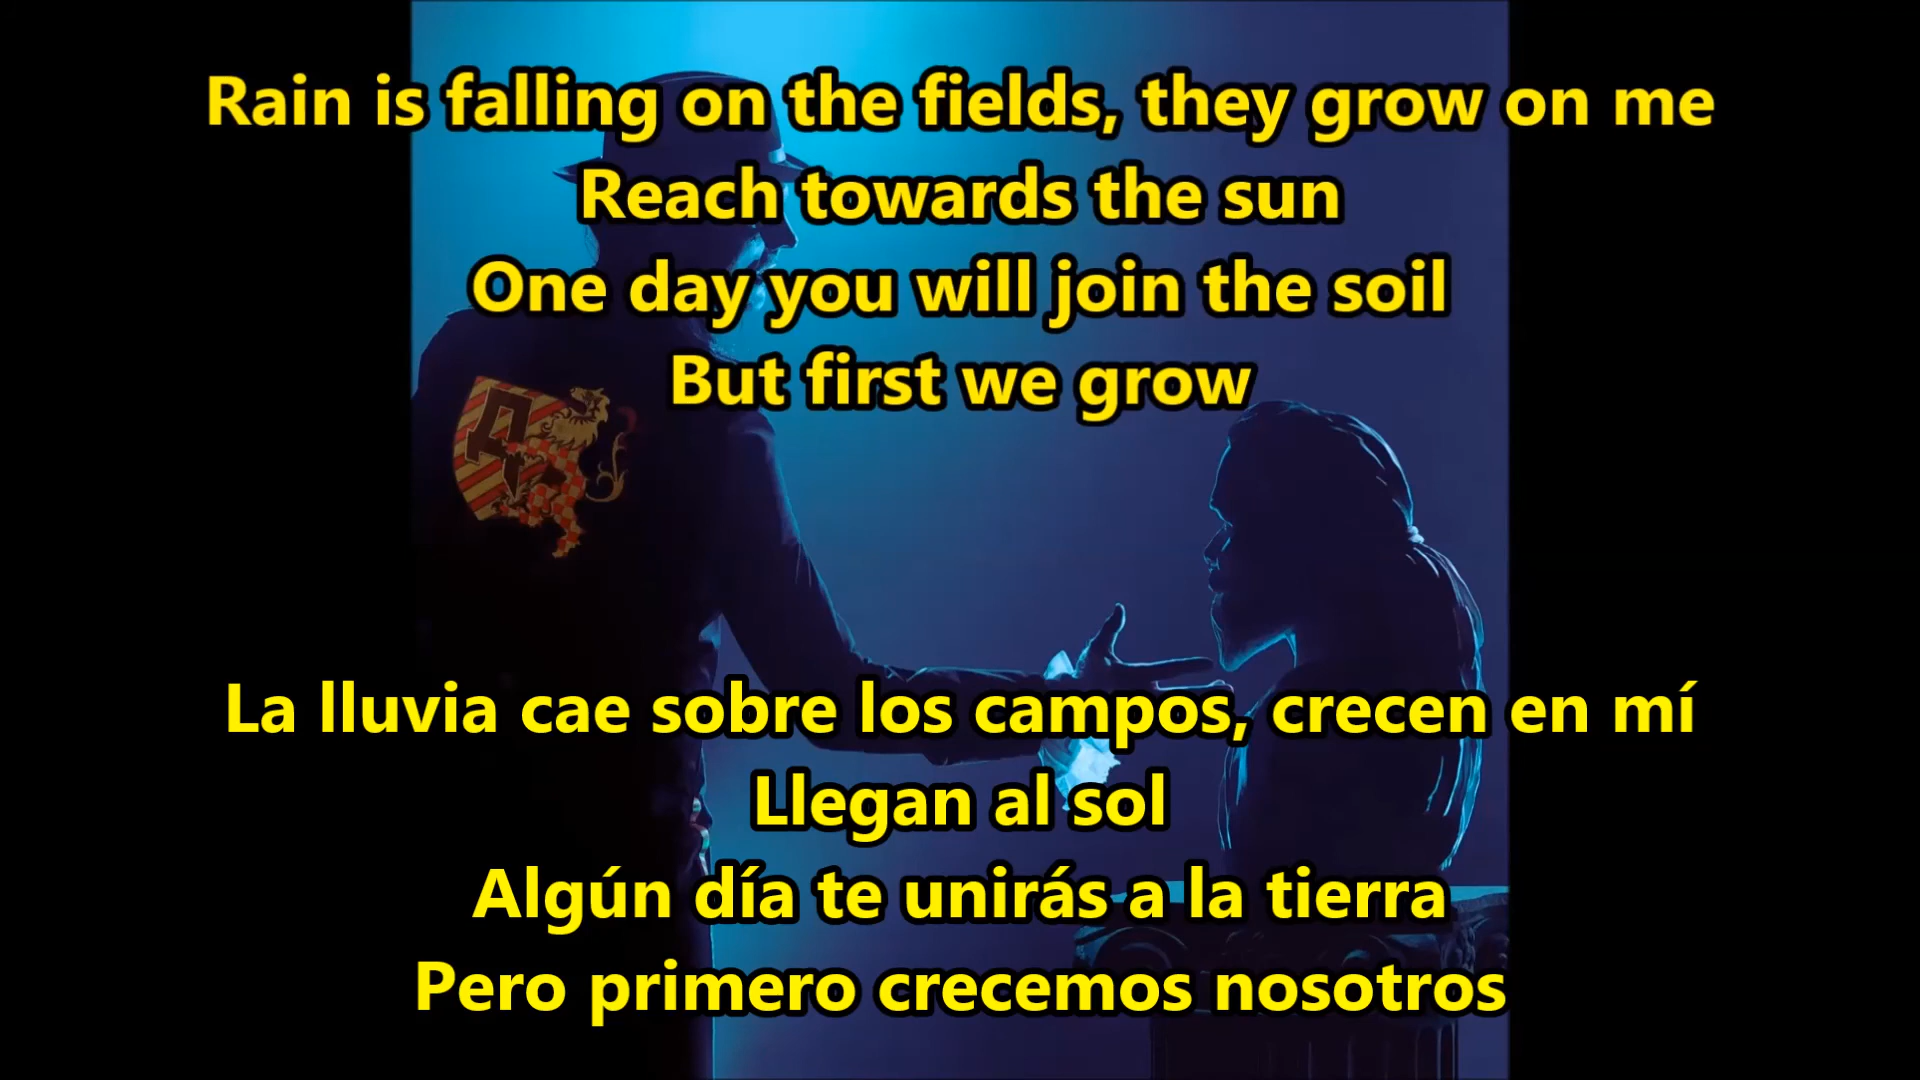 Rain is falling on the fields, they grow on me
Reach towards the sun
One day you will join the soil
But first we grow
Д
La lluvia cae sobre los campos, crecen en mí
Llegan al sol
Algún día te unirás a la tierra
Pero primero crecemos nosotros